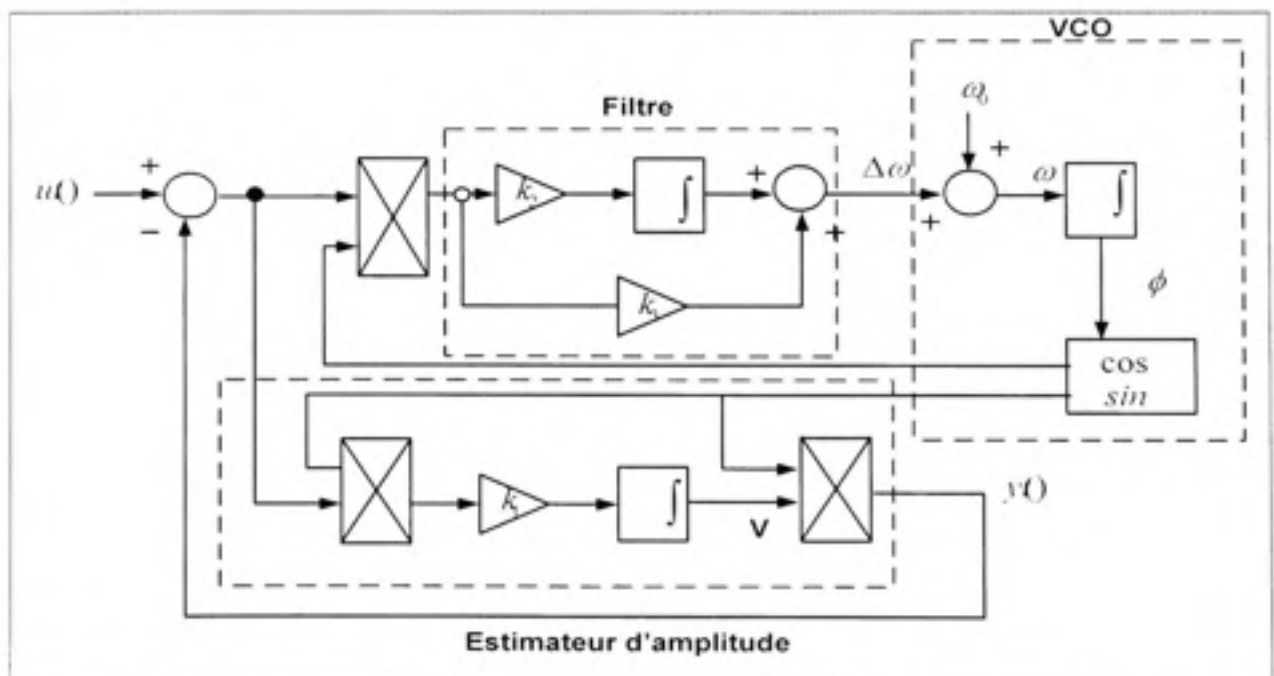 VCO
Filtre
ω₀
+
+
+
u()
−
k
∫
+
+
Δω
+
ω
∫
k
ϕ
cos
sin
k
∫
V
y()
Estimateur d'amplitude